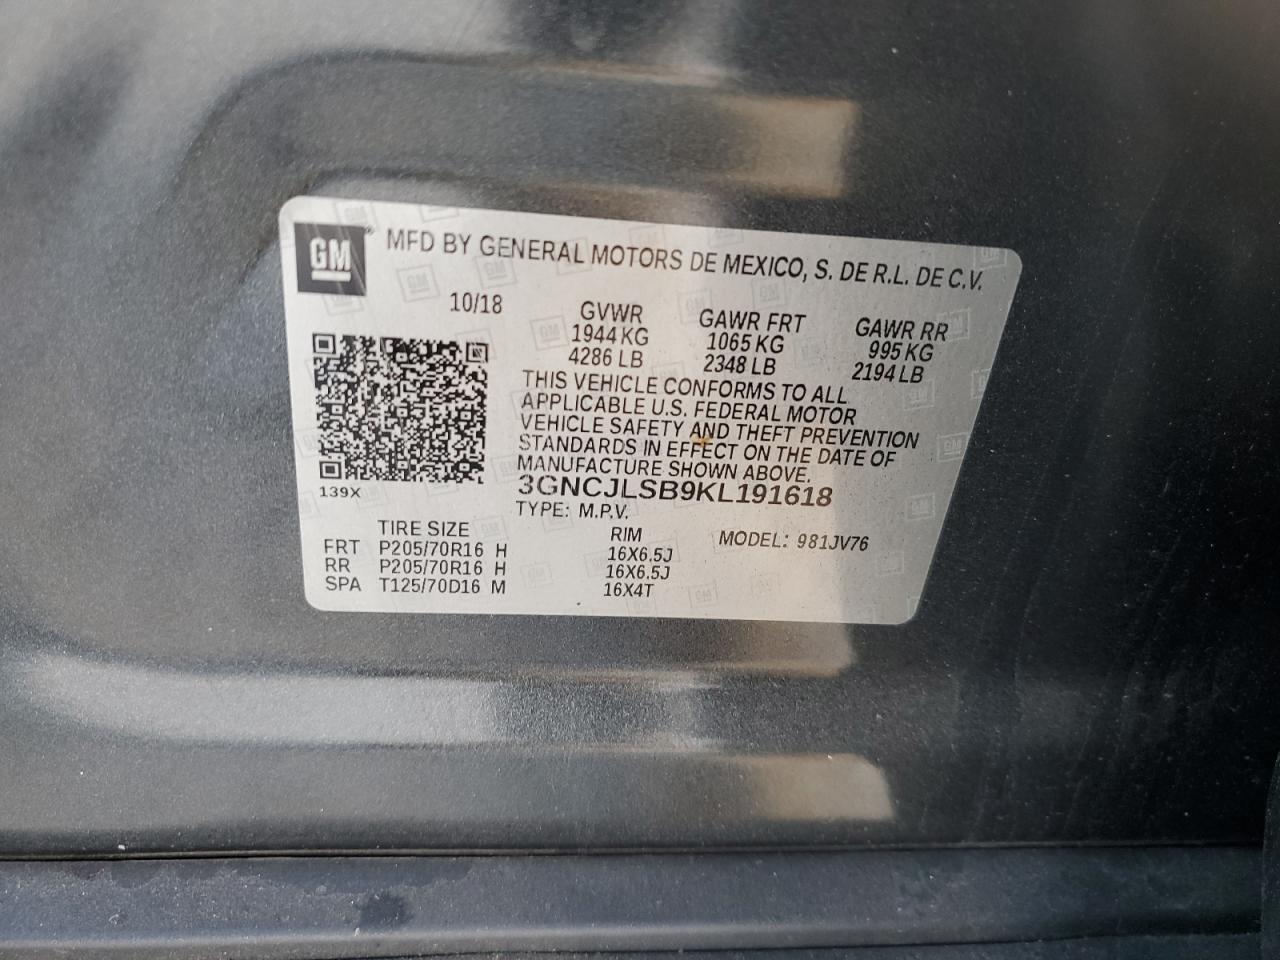 GM
MFD BY GENERAL MOTORS DE MEXICO, S. DE R.L. DE C.V.
10/18
GVWR GAWR FRT GAWR RR
1944 KG 1065 KG 995 KG
4286 LB 2348 LB 2194 LB
THIS VEHICLE CONFORMS TO ALL
APPLICABLE U.S. FEDERAL MOTOR
VEHICLE SAFETY AND THEFT PREVENTION
STANDARDS IN EFFECT ON THE DATE OF
MANUFACTURE SHOWN ABOVE.
139X
3GNCJLSB9KL191618
TYPE: M.P.V.
TIRE SIZE RIM MODEL: 981JV76
FRT P205/70R16 H 16X6.5J
RR P205/70R16 H 16X6.5J
SPA T125/70D16 M 16X4T